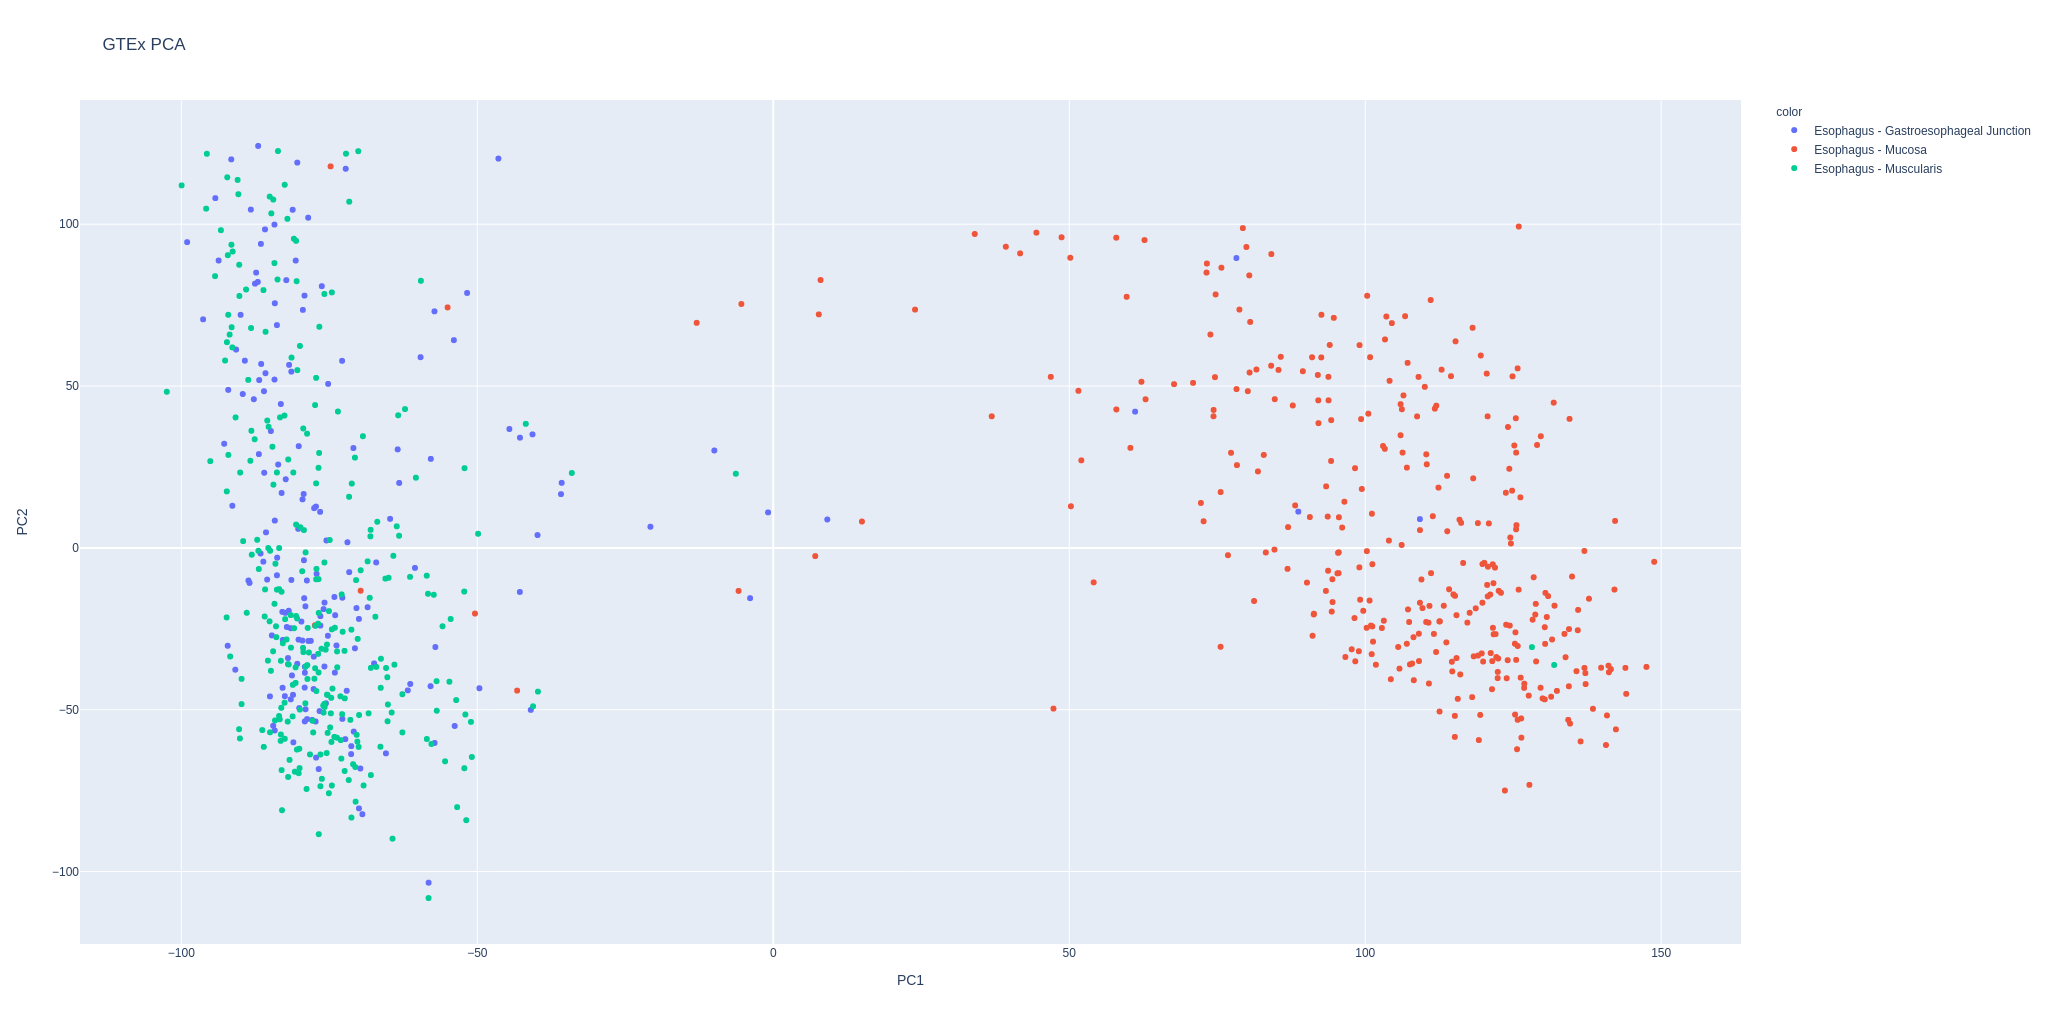 GTEx PCA
color
Esophagus - Gastroesophageal Junction
Esophagus - Mucosa
Esophagus - Muscularis
100
50
0
−50
−100
PC2
−100
−50
0
50
100
150
PC1